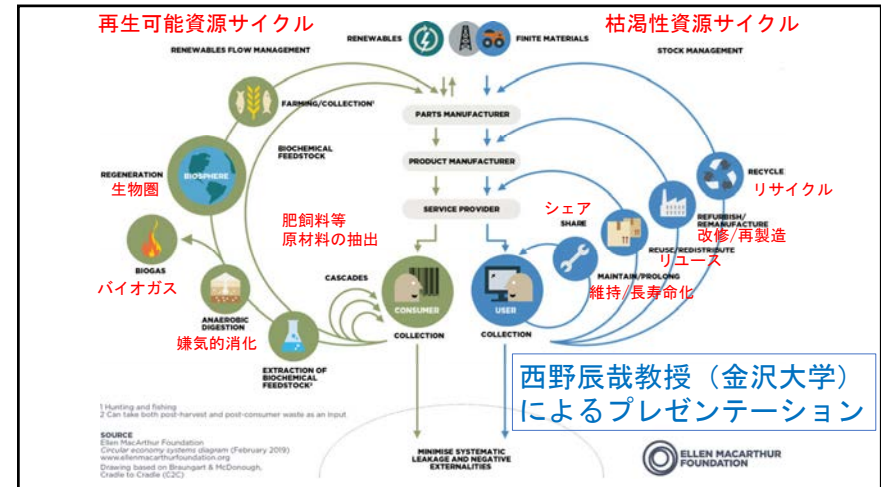 再生可能資源サイクル
枯渇性資源サイクル
RENEWABLES
FINITE MATERIALS
RENEWABLES FLOW MANAGEMENT
STOCK MANAGEMENT
FARMING/COLLECTION¹
PARTS MANUFACTURER
BIOCHEMICAL
FEEDSTOCK
PRODUCT MANUFACTURER
REGENERATION
生物圏
BIOSPHERE
RECYCLE
リサイクル
SERVICE PROVIDER
肥飼料等
原材料の抽出
シェア
SHARE
REFURBISH/
REMANUFACTURE
改修/再製造
REUSE/REDISTRIBUTE
リユース
BIOGAS
バイオガス
CASCADES
MAINTAIN/PROLONG
維持/長寿命化
CONSUMER
USER
ANAEROBIC
DIGESTION
嫌気的消化
COLLECTION
COLLECTION
EXTRACTION OF
BIOCHEMICAL
FEEDSTOCK²
西野辰哉教授（金沢大学）
によるプレゼンテーション
1 Hunting and fishing
2 Can take both post-harvest and post-consumer waste as an input
SOURCE
Ellen MacArthur Foundation
Circular economy systems diagram (February 2019)
www.ellenmacarthurfoundation.org
Drawing based on Braungart & McDonough,
Cradle to Cradle (C2C)
MINIMISE SYSTEMATIC
LEAKAGE AND NEGATIVE
EXTERNALITIES
ELLEN MACARTHUR
FOUNDATION